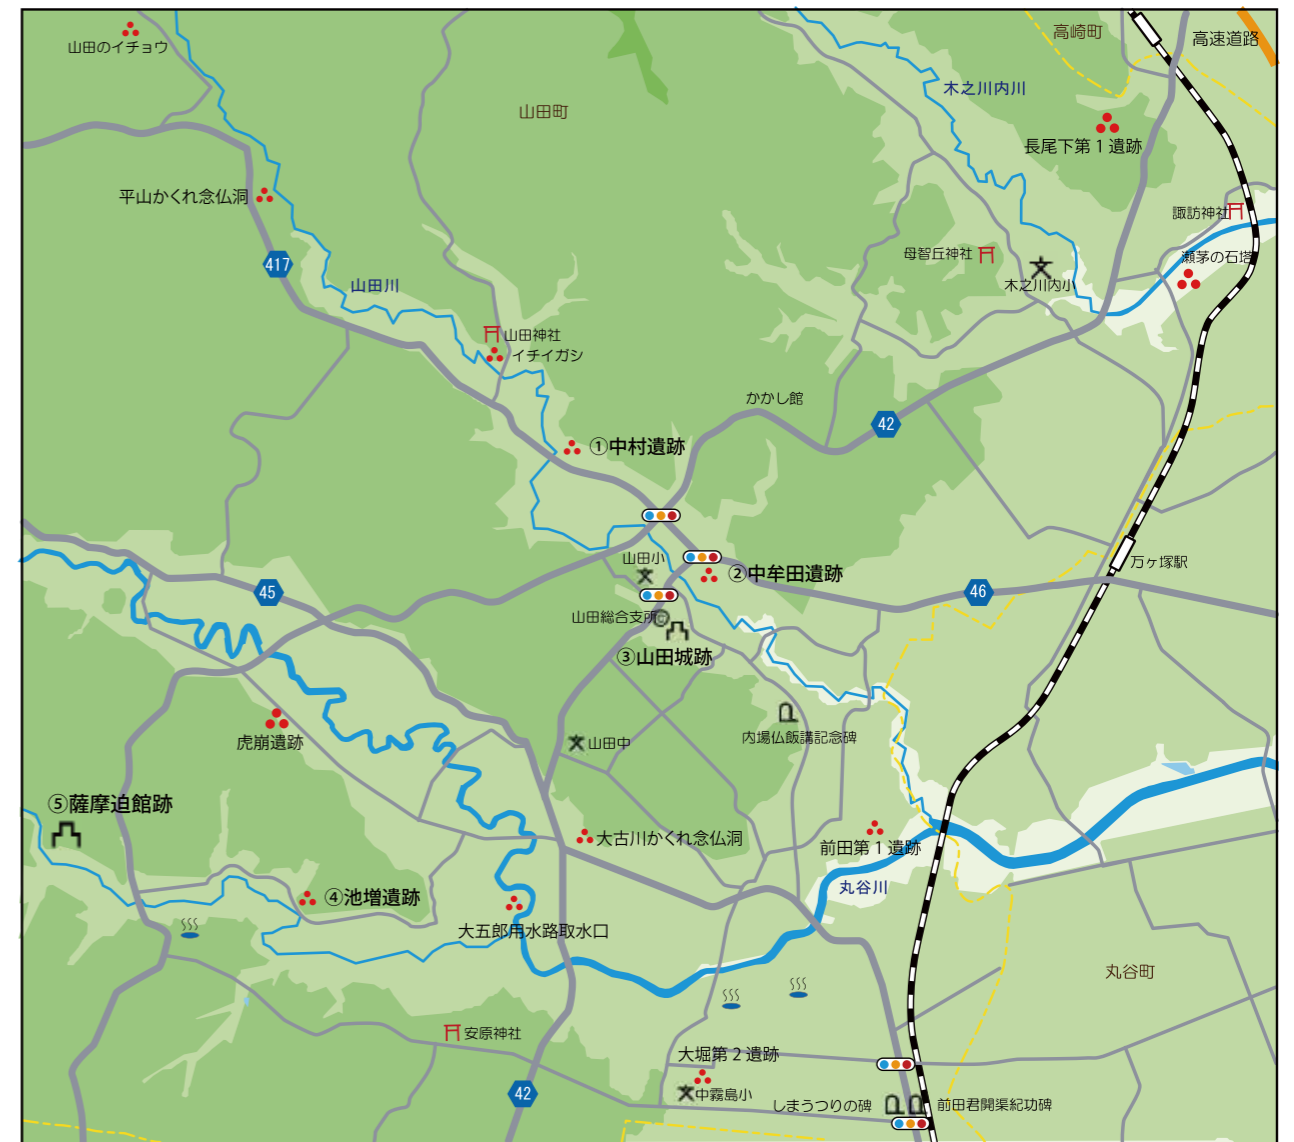 高崎町
高速道路
山田のイチョウ
木之川内川
山田町
長尾下第1遺跡
平山かくれ念仏洞
諏訪神社
母智丘神社
瀬茅の石塔
417
木之川内小
山田川
山田神社
イチイガシ
かかし館
42
①中村遺跡
山田小
万ヶ塚駅
②中牟田遺跡
45
46
山田総合支所
③山田城跡
内場仏飯講記念碑
虎崩遺跡
山田中
⑤薩摩迫館跡
大古川かくれ念仏洞
前田第1遺跡
丸谷川
④池増遺跡
大五郎用水路取水口
丸谷町
安原神社
大堀第2遺跡
42
中霧島小
しまうつりの碑
前田君開渠紀功碑